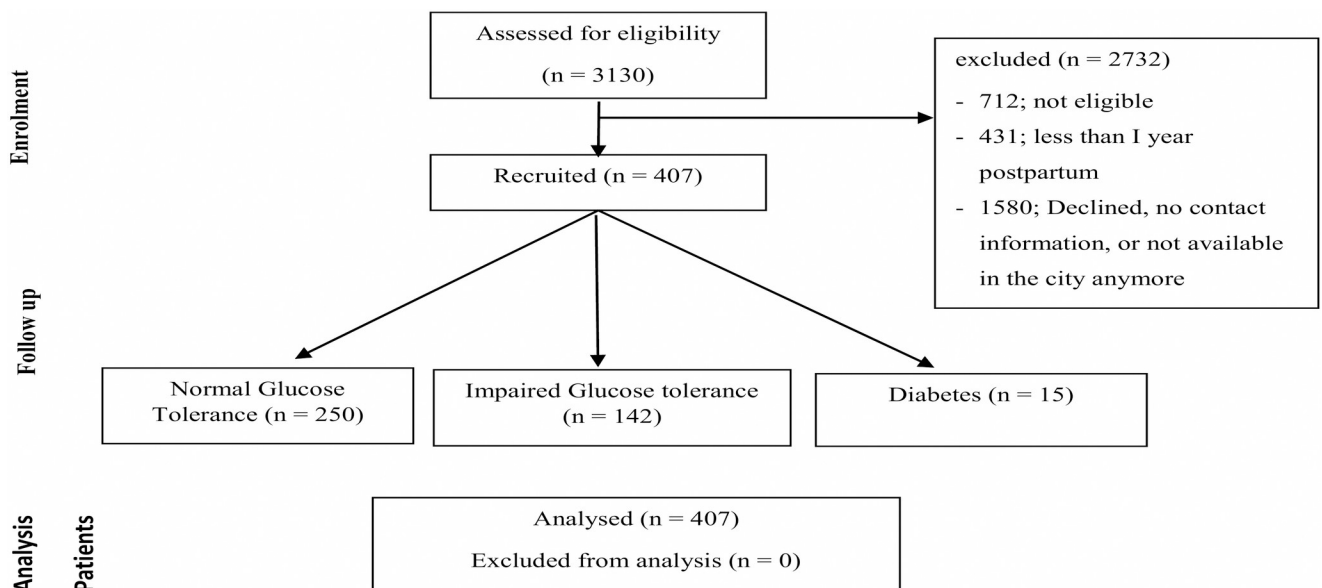 Assessed for eligibility
(n = 3130)
excluded (n = 2732)
- 712; not eligible
- 431; less than I year
postpartum
- 1580; Declined, no contact
information, or not available
in the city anymore
Enrolment
Recruited (n = 407)
Follow up
Normal Glucose
Tolerance (n = 250)
Impaired Glucose tolerance
(n = 142)
Diabetes (n = 15)
Analysis
Patients
Analysed (n = 407)
Excluded from analysis (n = 0)